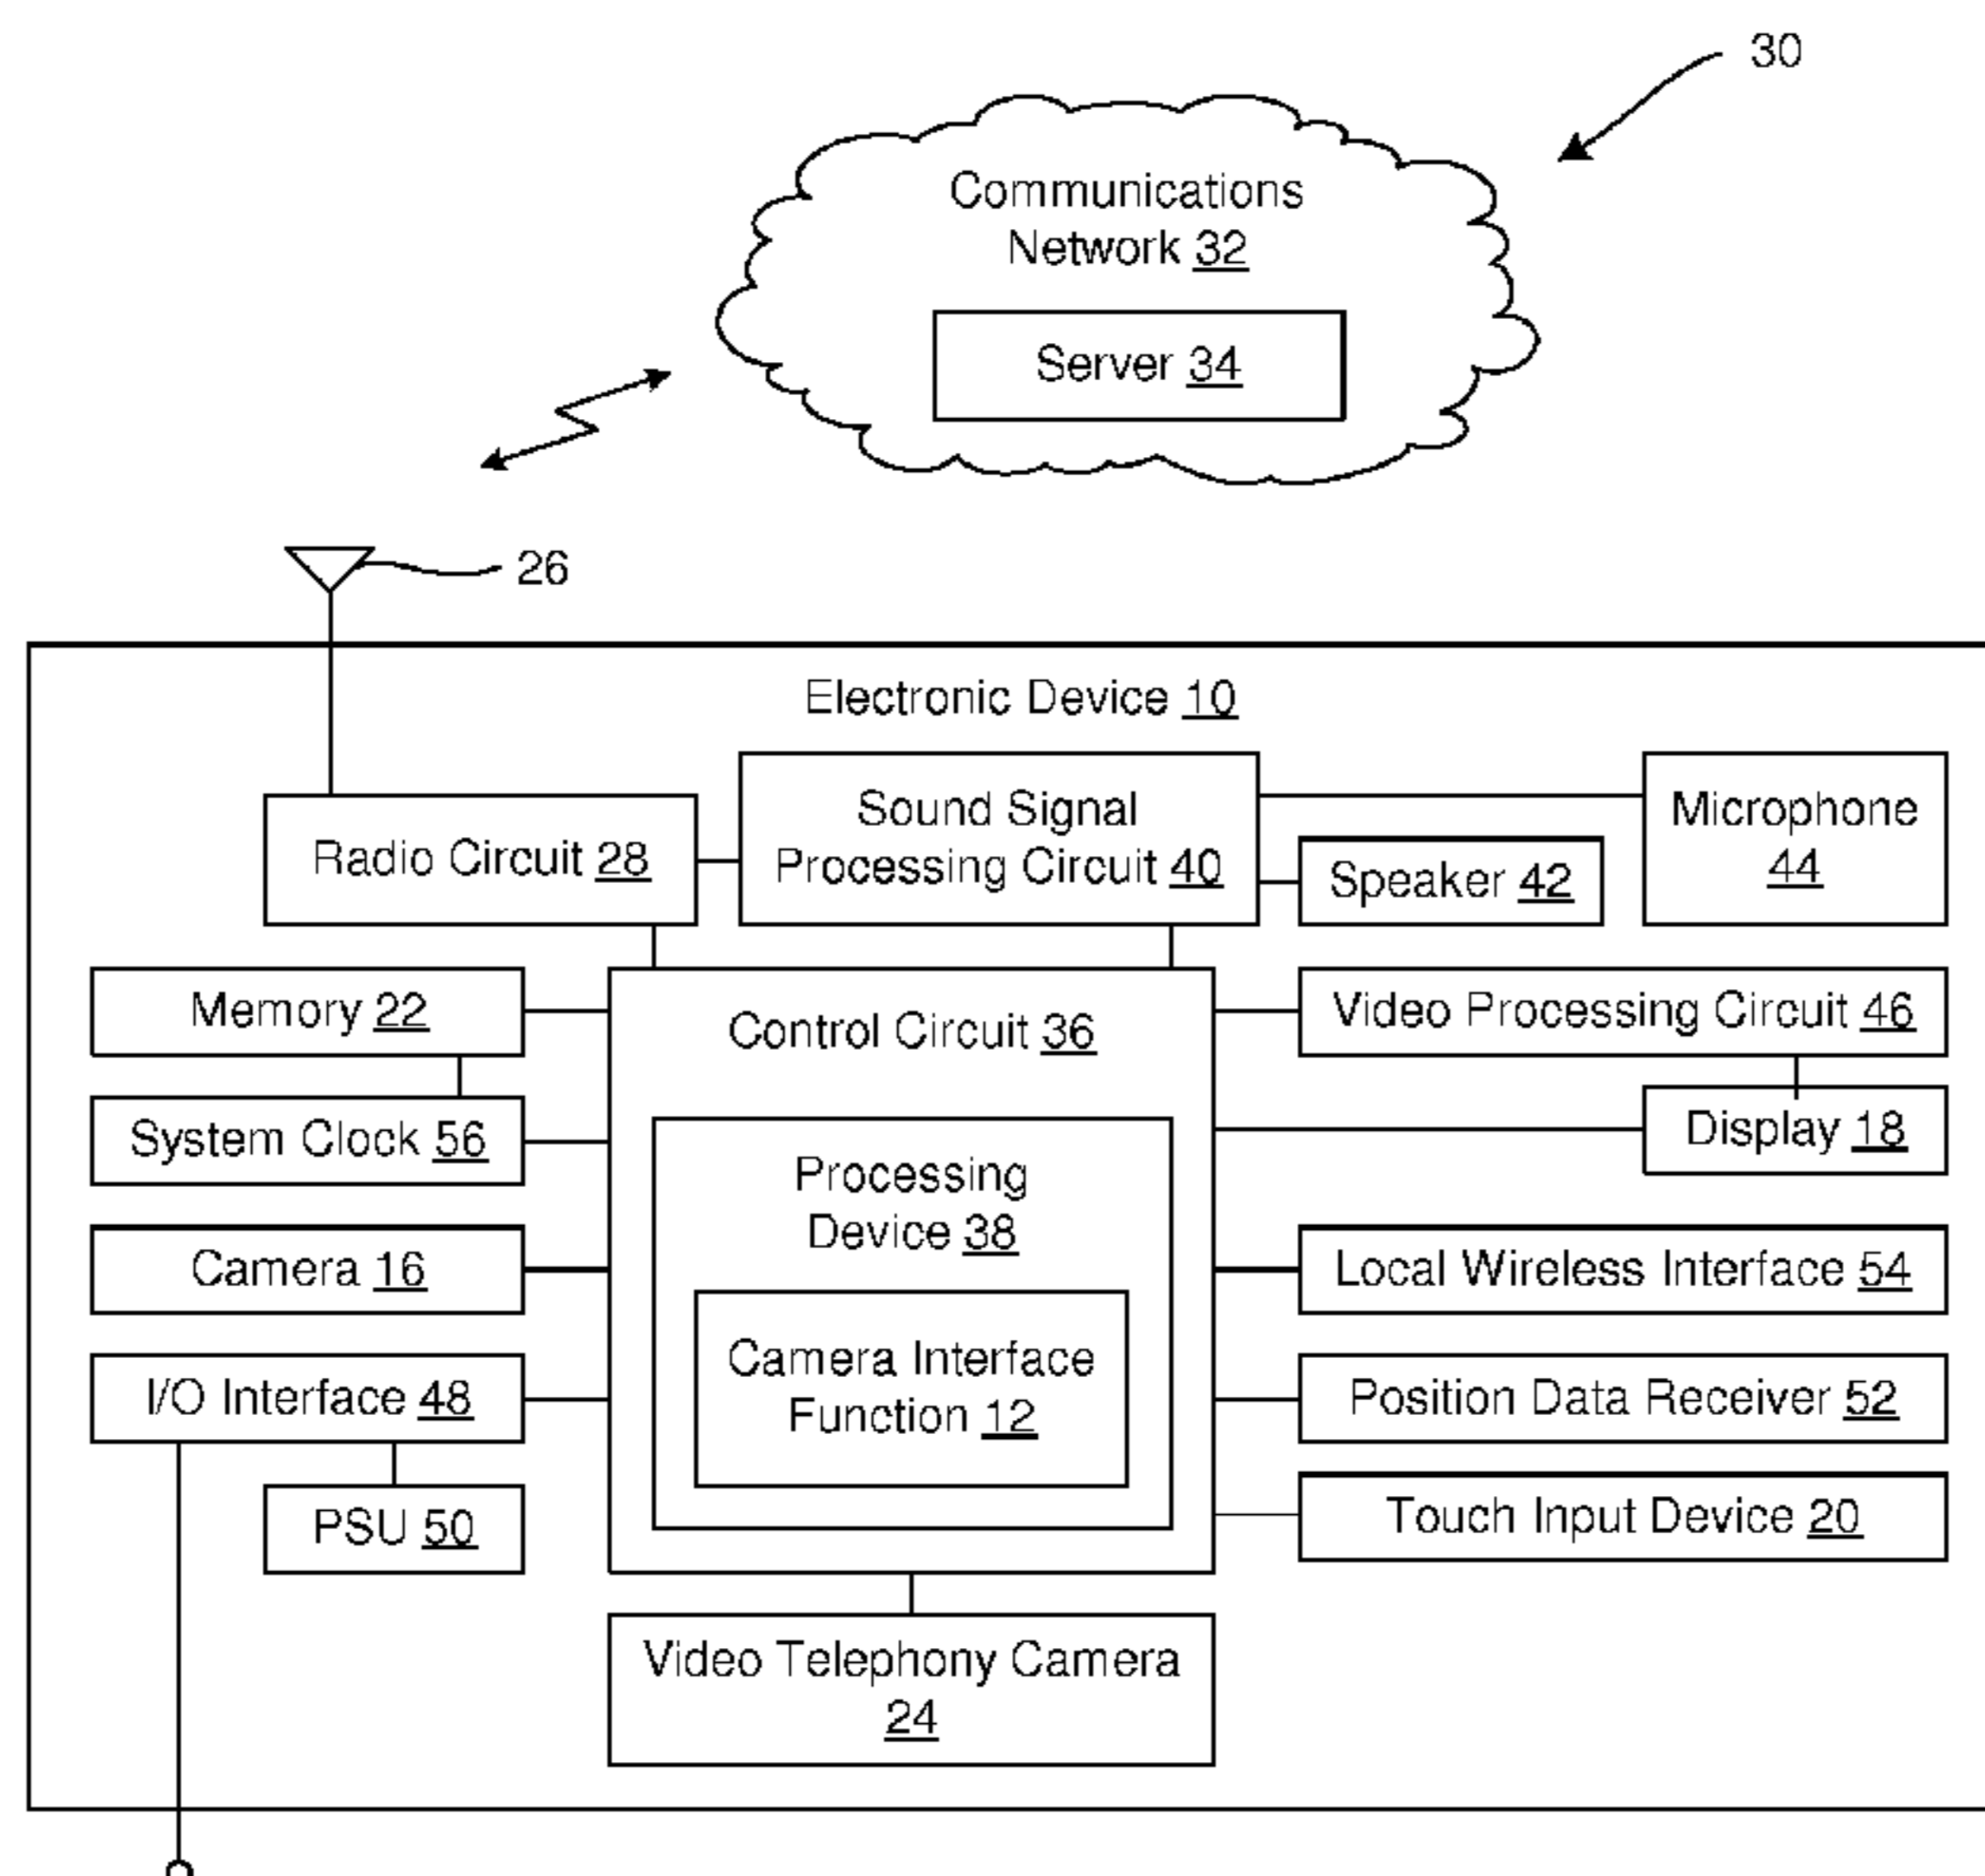 30
Communications
Network 32
Server 34
26
Electronic Device 10
Sound Signal
Processing Circuit 40
Microphone
44
Radio Circuit 28
Speaker 42
Memory 22
Control Circuit 36
Video Processing Circuit 46
System Clock 56
Display 18
Processing
Device 38
Camera 16
Local Wireless Interface 54
Camera Interface
Function 12
I/O Interface 48
Position Data Receiver 52
PSU 50
Touch Input Device 20
Video Telephony Camera
24